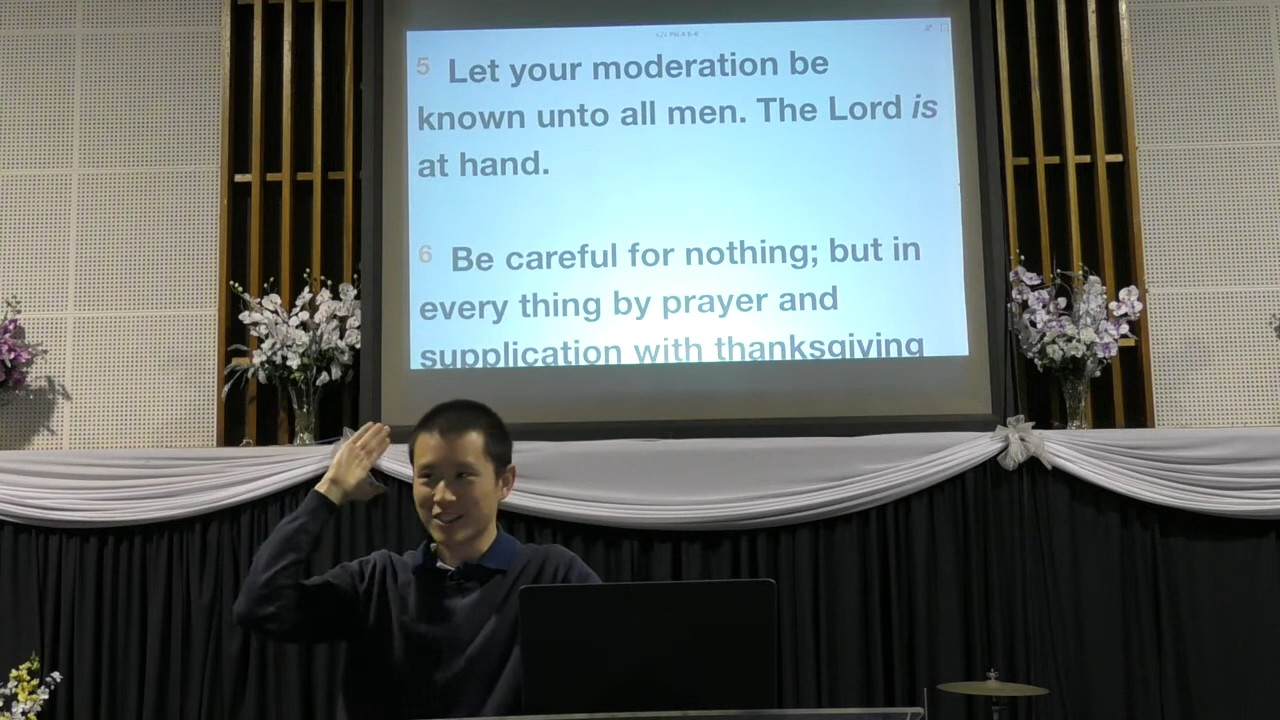 5 Let your moderation be
known unto all men. The Lord is
at hand.
6 Be careful for nothing; but in
every thing by prayer and
supplication with thanksgiving